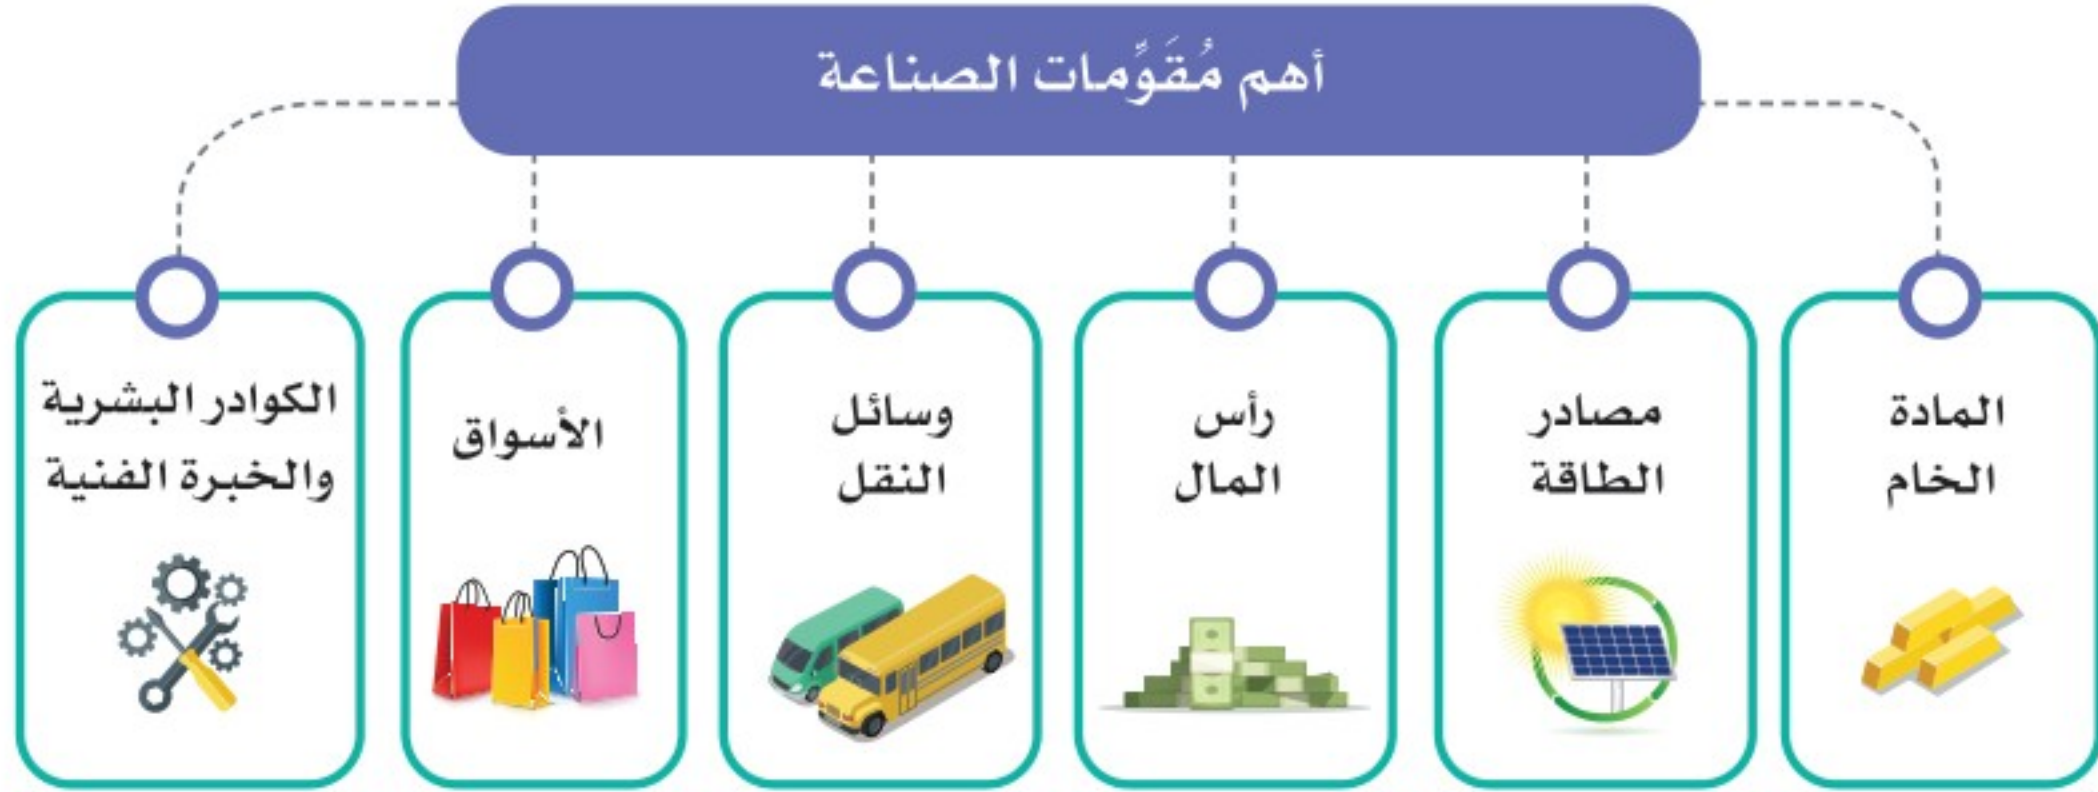 أهم مُقَوِّمات الصناعة
المادة
الخام
مصادر
الطاقة
رأس
المال
وسائل
النقل
الأسواق
الكوادر البشرية
والخبرة الفنية